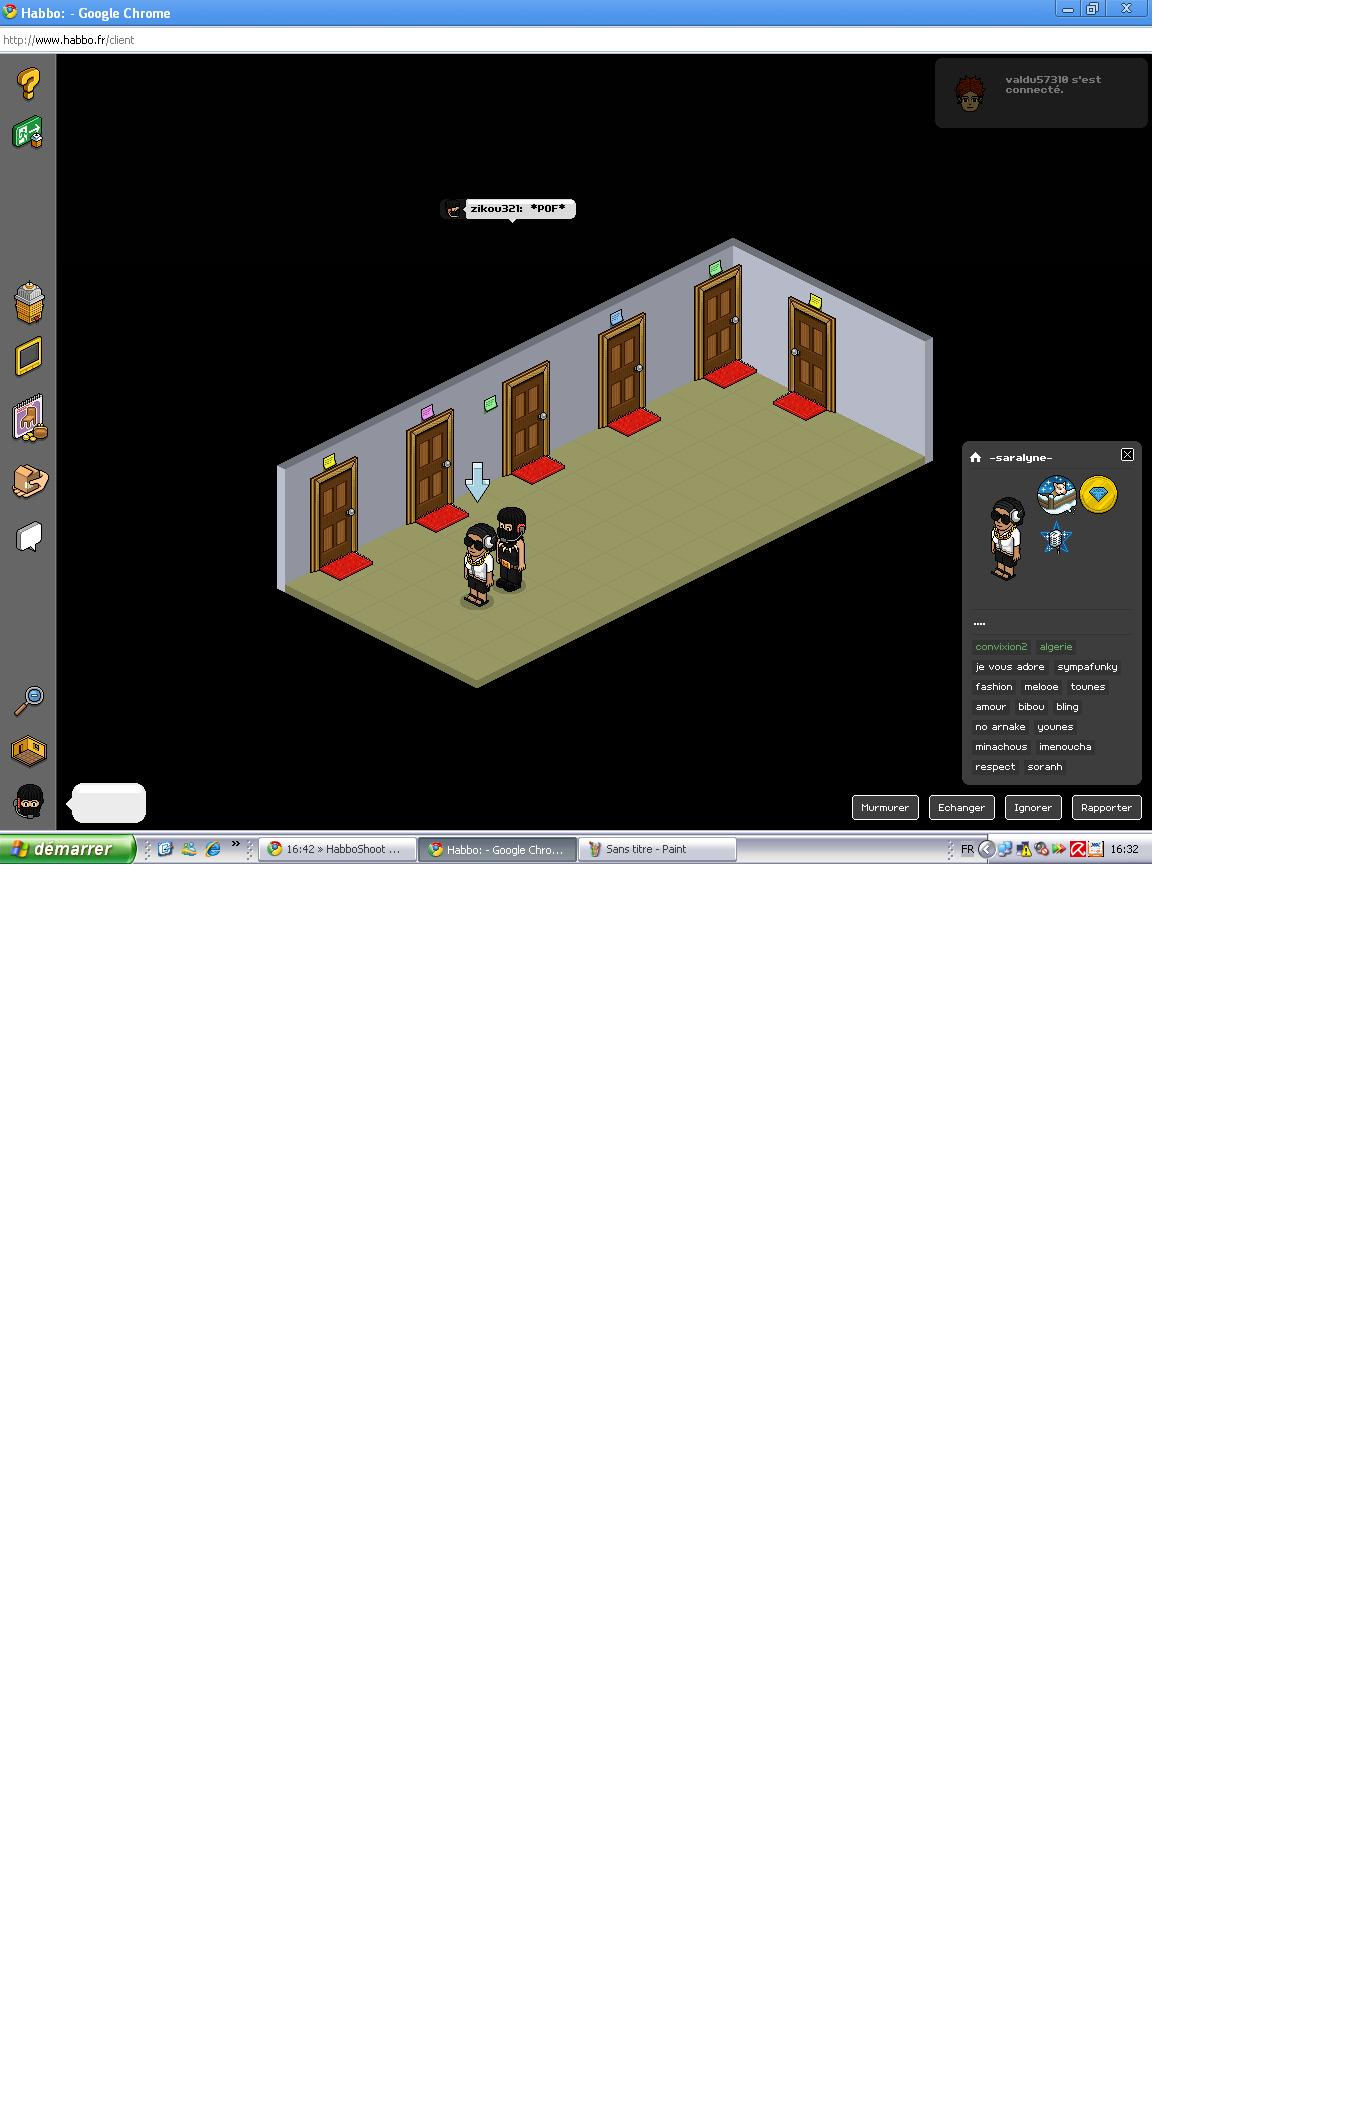 Habbo: - Google Chrome
http://www.habbo.fr/client
valdu57310 s'est
connecté.
zikou321: *POF*
-saralyne-
....
convixion2 algerie
je vous adore sympafunky
fashion melooe tounes
amour bibou bling
no arnake younes
minachous imenoucha
respect soranh
Murmurer Echanger Ignorer Rapporter
démarrer » 16:42 » HabboShoot ... Habbo: - Google Chro... Sans titre - Paint FR 16:32